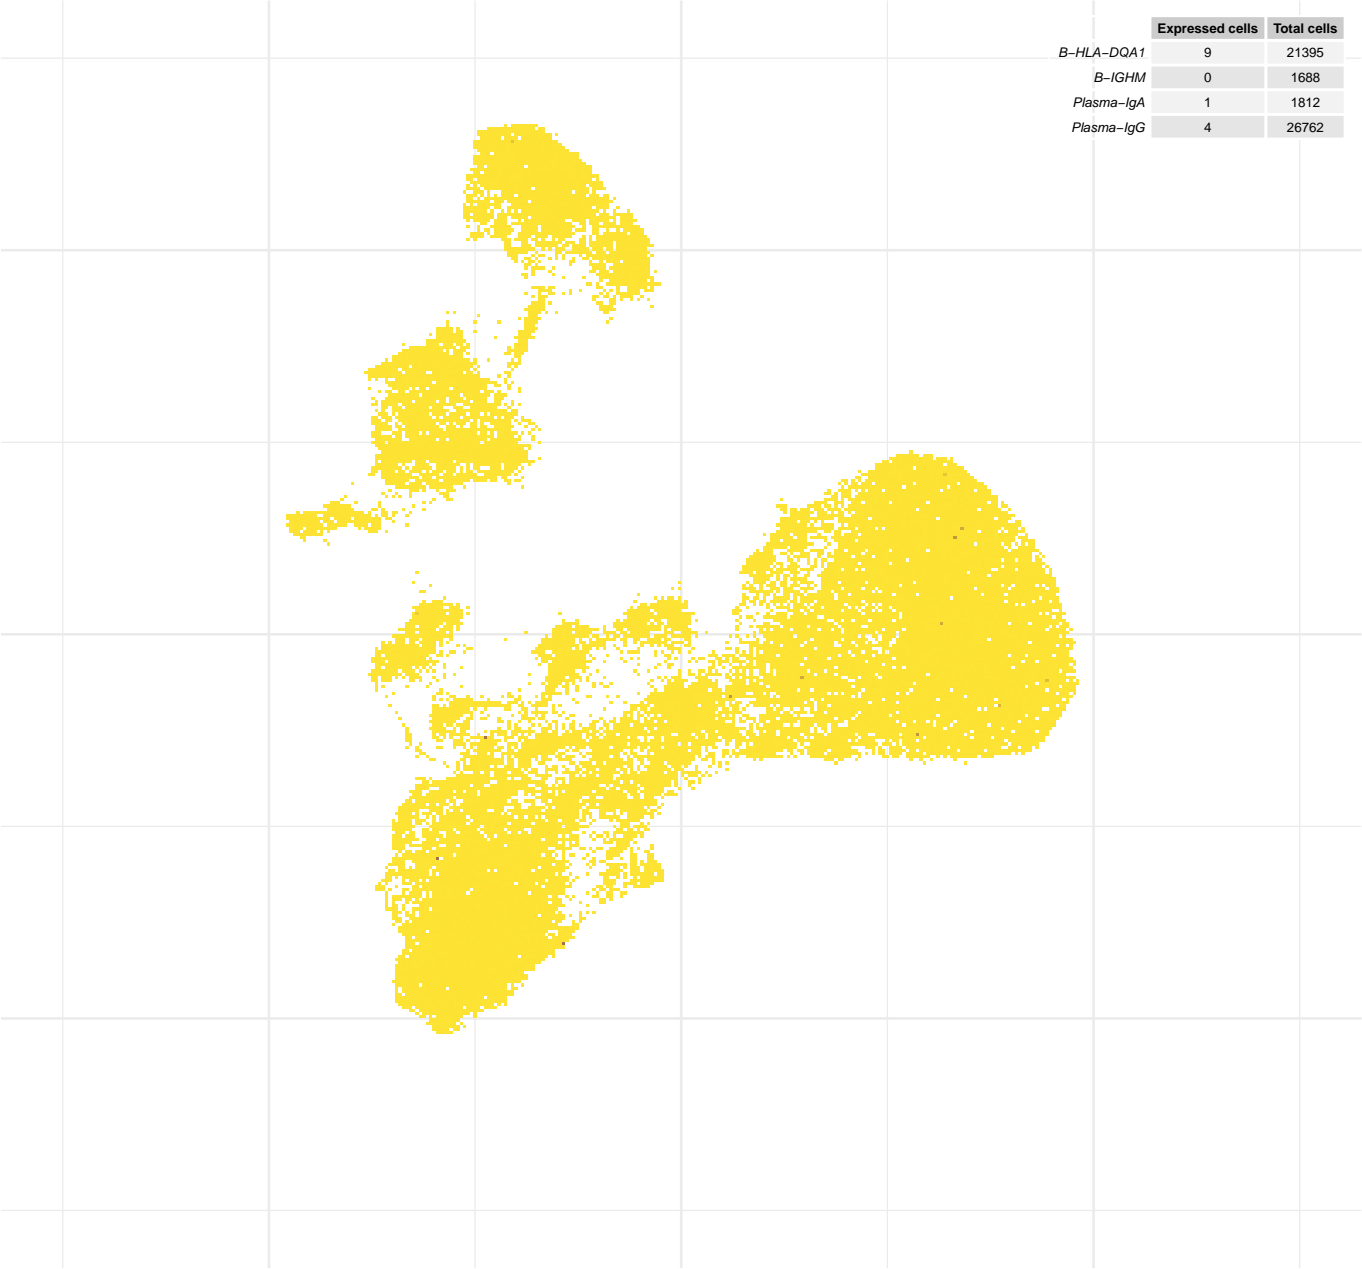 Expressed cells Total cells
B−HLA−DQA1 9 21395
B−IGHM 0 1688
Plasma−IgA 1 1812
Plasma−IgG 4 26762